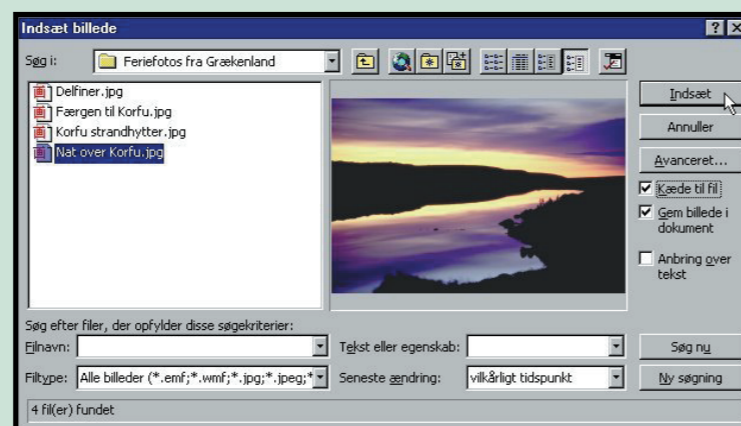 Indsæt billede
Søg i: Feriefotos fra Grækenland
Delfiner.jpg
Færgen til Korfu.jpg
Korfu strandhytter.jpg
Nat over Korfu.jpg
Indsæt
Annuller
Avanceret...
Kæde til fil
Gem billede i
dokument
Anbring over
tekst
Søg efter filer, der opfylder disse søgekriterier:
Filnavn: Tekst eller egenskab: Søg nu
Filtype: Alle billeder (*.emf;*.wmf;*.jpg;*.jpeg;* Seneste ændring: vilkårligt tidspunkt Ny søgning
4 fil(er) fundet